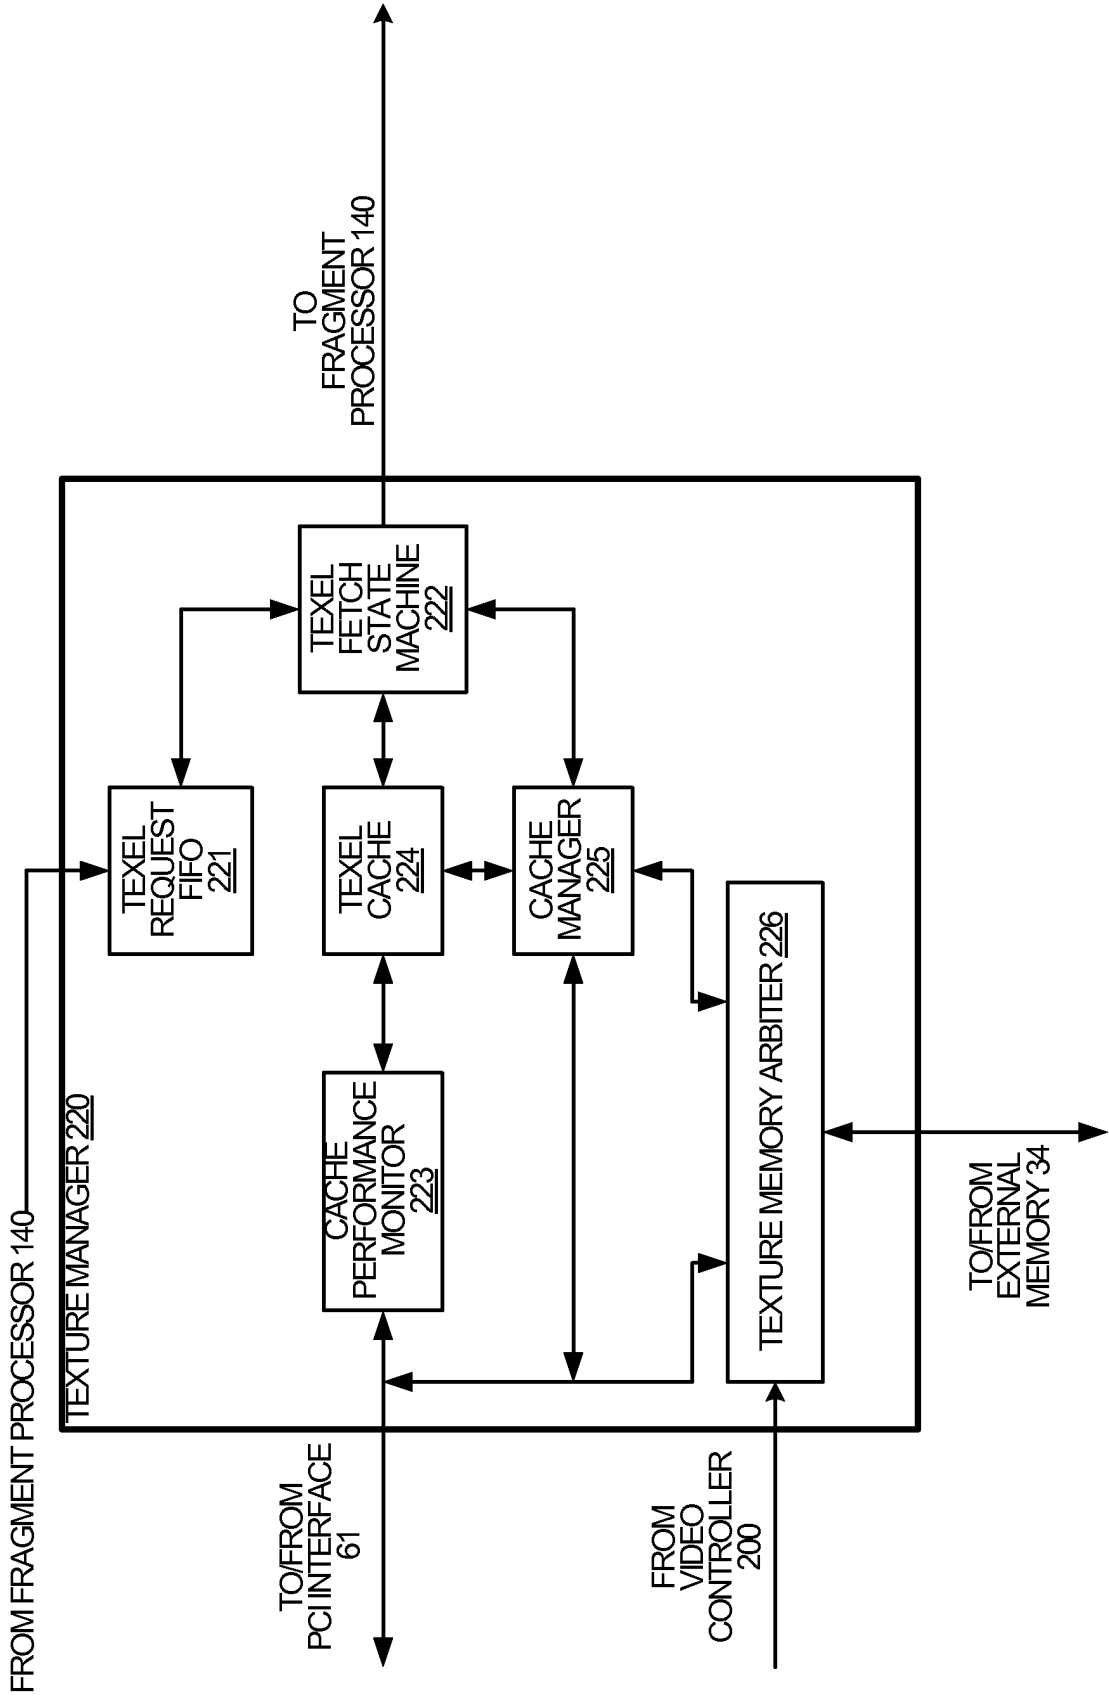 FROM FRAGMENT PROCESSOR 140
TEXTURE MANAGER 220
TEXEL
REQUEST
FIFO
221
TO/FROM
PCI INTERFACE
61
CACHE
PERFORMANCE
MONITOR
223
TEXEL
CACHE
224
TEXEL
FETCH
STATE
MACHINE
222
TO
FRAGMENT
PROCESSOR 140
CACHE
MANAGER
225
FROM
VIDEO
CONTROLLER
200
TEXTURE MEMORY ARBITER 226
TO/FROM
EXTERNAL
MEMORY 34